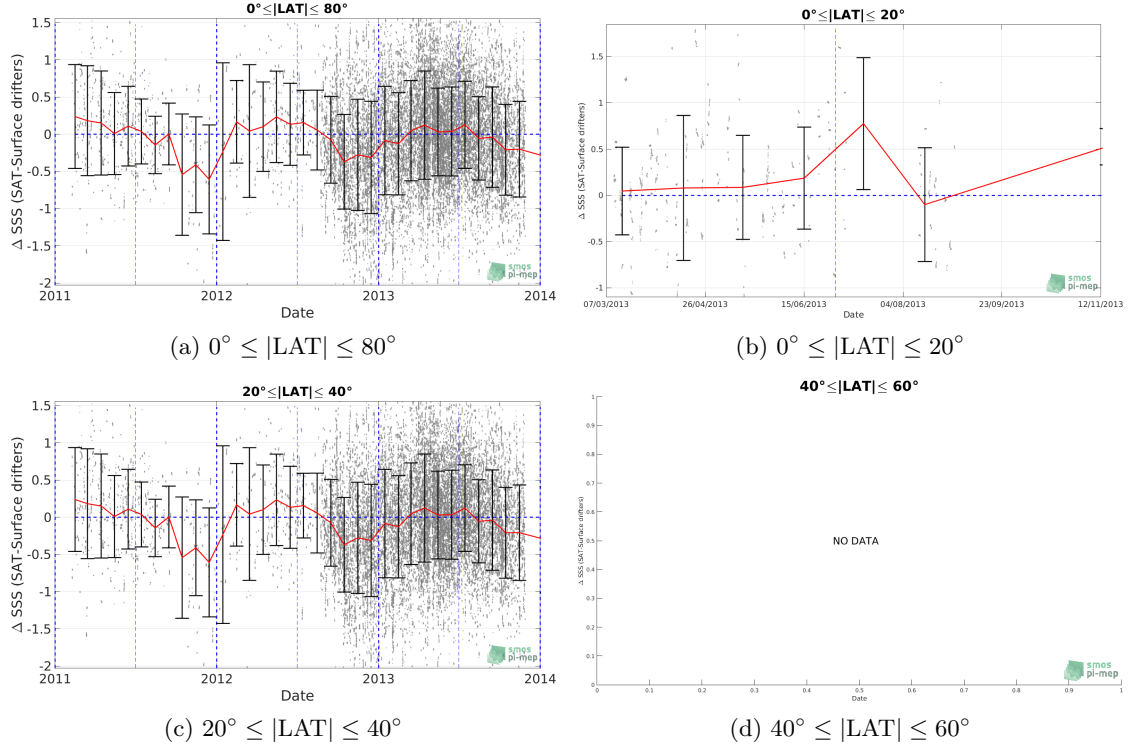 0°≤|LAT|≤ 80°
1.5
1
0.5
0
-0.5
-1
-1.5
-2
2011 2012 2013 2014
Δ SSS (SAT-Surface drifters)
Date
smos
pi-mep
(a) 0° ≤ |LAT| ≤ 80°
0°≤|LAT|≤ 20°
1.5
1
0.5
0
-0.5
-1
07/03/2013 26/04/2013 15/06/2013 04/08/2013 23/09/2013 12/11/2013
Δ SSS (SAT-Surface drifters)
Date
smos
pi-mep
(b) 0° ≤ |LAT| ≤ 20°
20°≤|LAT|≤ 40°
1.5
1
0.5
0
-0.5
-1
-1.5
-2
2011 2012 2013 2014
Δ SSS (SAT-Surface drifters)
Date
smos
pi-mep
(c) 20° ≤ |LAT| ≤ 40°
40°≤|LAT|≤ 60°
1
0.9
0.8
0.7
0.6
0.5
0.4
0.3
0.2
0.1
0
NO DATA
0 0.1 0.2 0.3 0.4 0.5 0.6 0.7 0.8 0.9 1
Δ SSS (SAT-Surface drifters)
Date
smos
pi-mep
(d) 40° ≤ |LAT| ≤ 60°